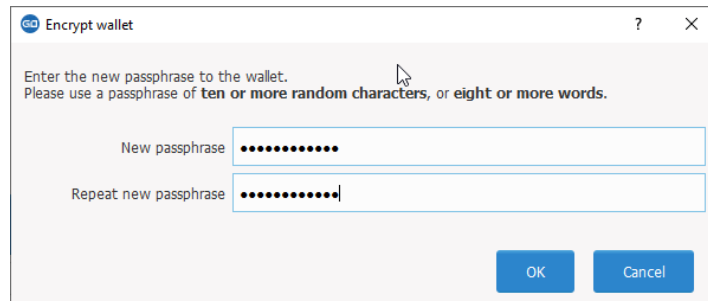 GO Encrypt wallet ? ×
Enter the new passphrase to the wallet.
Please use a passphrase of ten or more random characters, or eight or more words.
New passphrase ●●●●●●●●●●●●
Repeat new passphrase ●●●●●●●●●●●●
OK Cancel